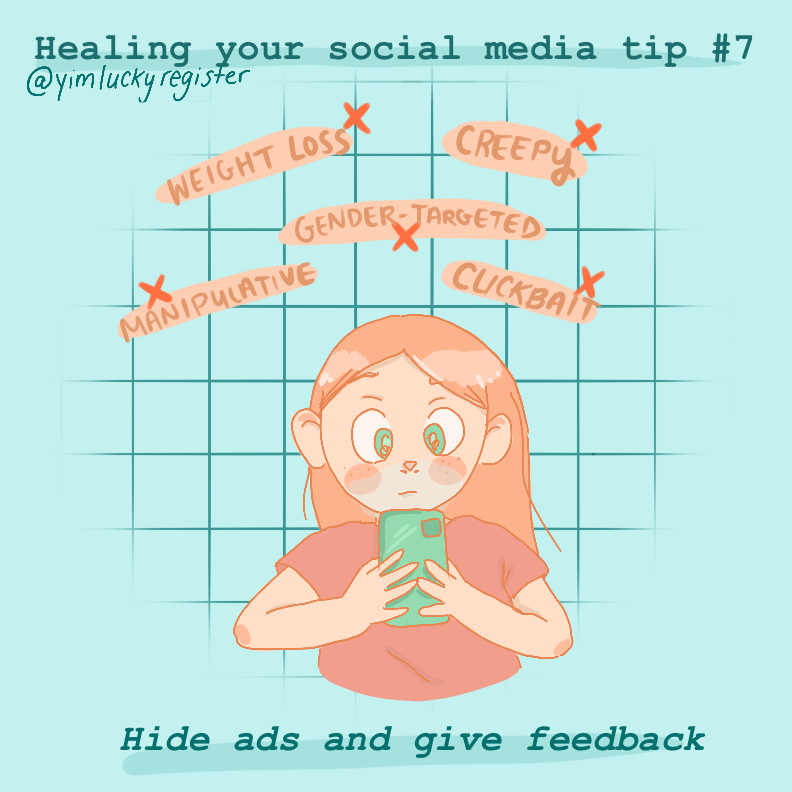 Healing your social media tip #7
@yimluckyregister
WEIGHT LOSS
CREEPY
GENDER-TARGETED
MANIPULATIVE
CLICKBAIT
Hide ads and give feedback